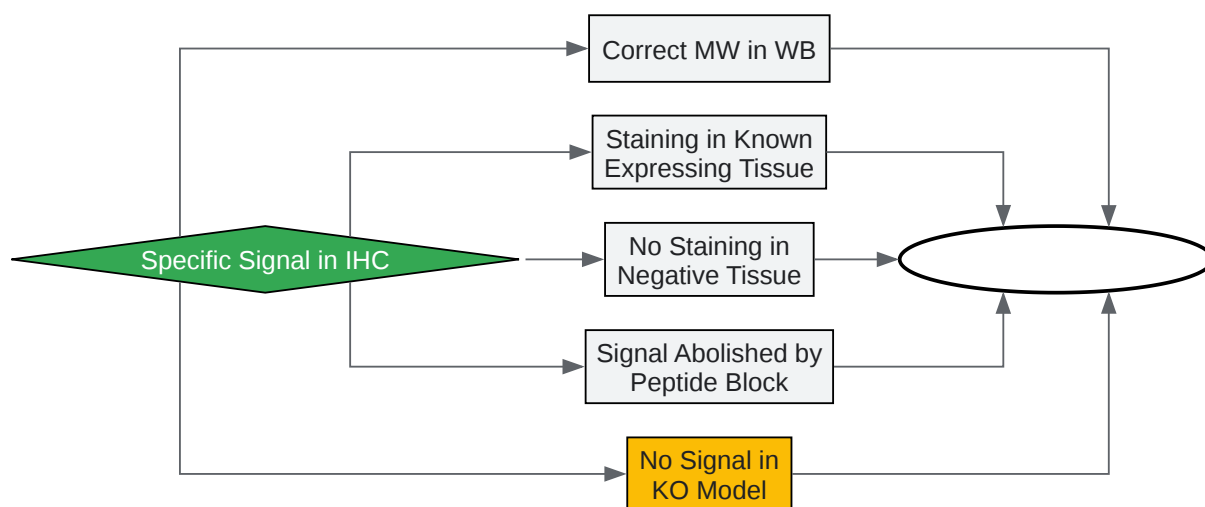 Correct MW in WB
Staining in Known
Expressing Tissue
Specific Signal in IHC
No Staining in
Negative Tissue
Signal Abolished by
Peptide Block
No Signal in
KO Model